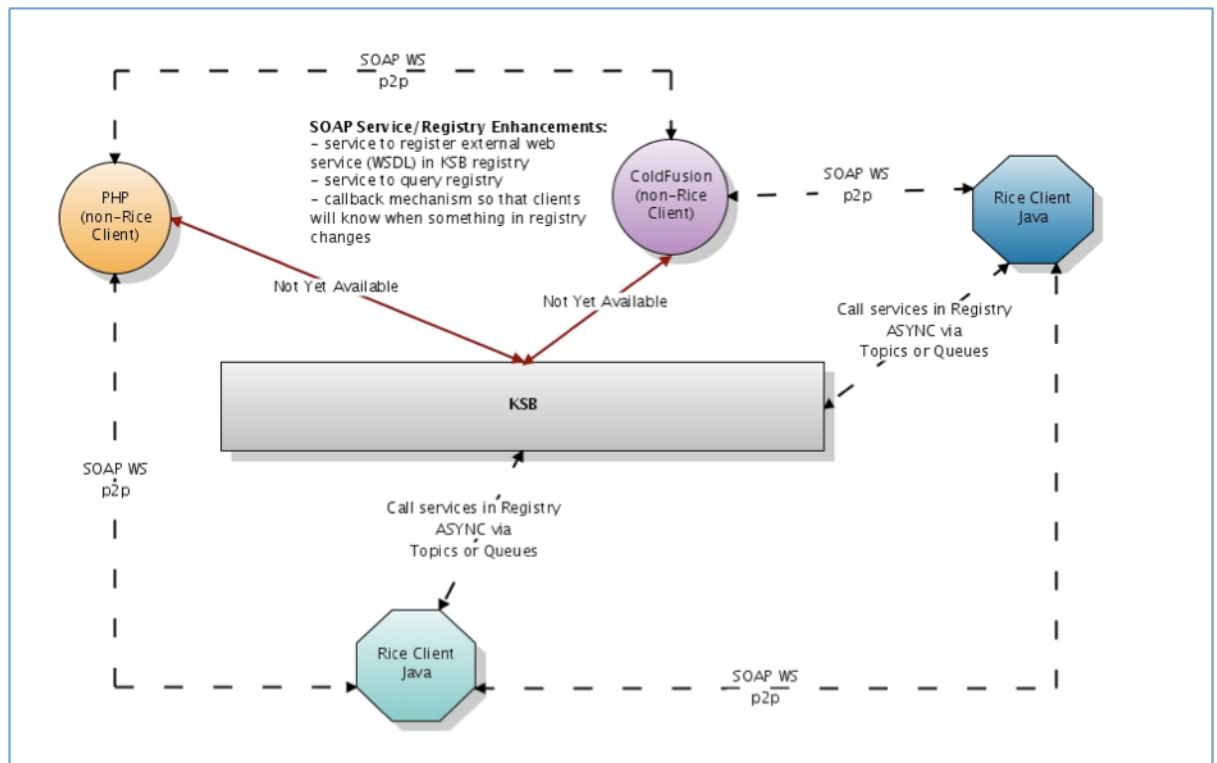 SOAP WS
p2p
SOAP Service/Registry Enhancements:
– service to register external web
service (WSDL) in KSB registry
– service to query registry
– callback mechanism so that clients
will know when something in registry
changes
PHP
(non-Rice
Client)
ColdFusion
(non-Rice
Client)
SOAP WS
p2p
Rice Client
Java
Not Yet Available
Not Yet Available
Call services in Registry
ASYNC via
Topics or Queues
KSB
SOAP WS
p2p
Call services in Registry
ASYNC via
Topics or Queues
Rice Client
Java
SOAP WS
p2p